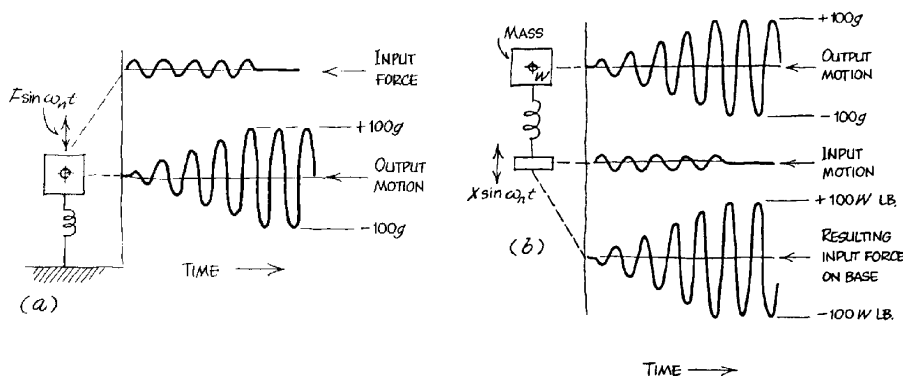 INPUT
FORCE
F sin ωₙt
+100g
OUTPUT
MOTION
-100g
TIME
(a)
MASS
W
+100g
OUTPUT
MOTION
-100g
INPUT
MOTION
X sin ωₙt
+100 W LB.
(b)
RESULTING
INPUT FORCE
ON BASE
-100 W LB.
TIME